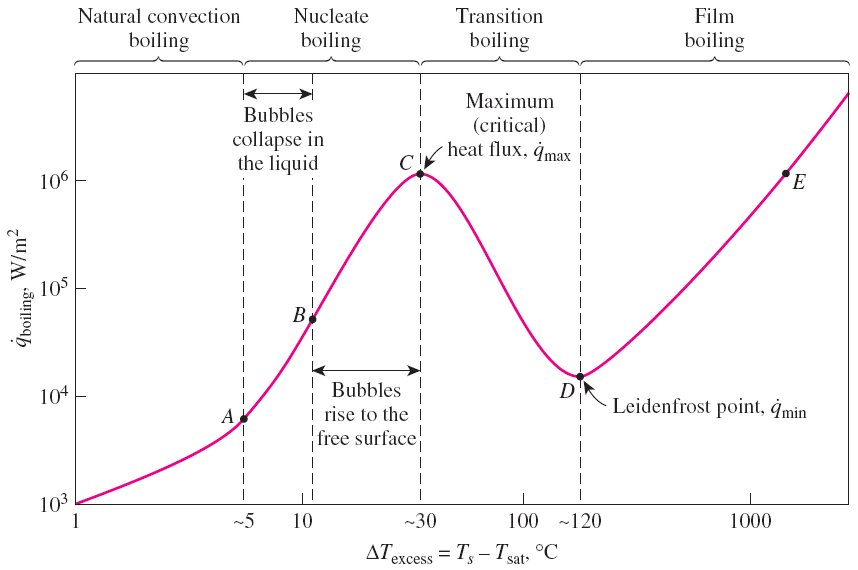 Natural convection
boiling
Nucleate
boiling
Transition
boiling
Film
boiling
Bubbles
collapse in
the liquid
Maximum
(critical)
heat flux, q̇max
C
E
10⁶
10⁵
10⁴
10³
q̇boiling, W/m²
B
A
D
Bubbles
rise to the
free surface
Leidenfrost point, q̇min
1
~5
10
~30
100
~120
1000
ΔTexcess = Ts – Tsat, °C